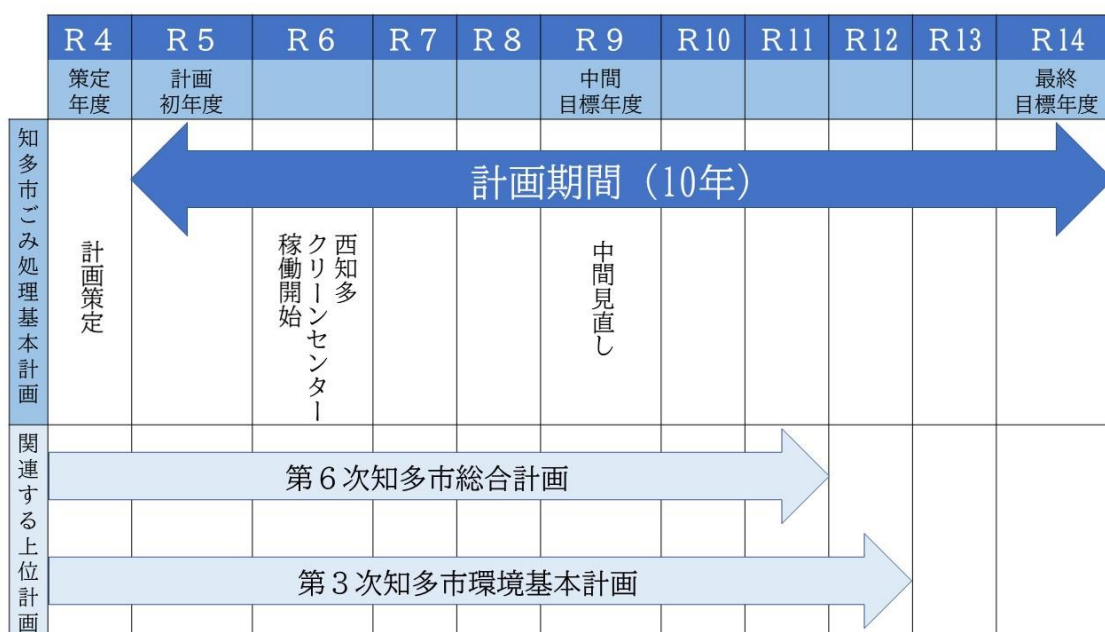 R4 R5 R6 R7 R8 R9 R10 R11 R12 R13 R14
策定
年度
計画
初年度
中間
目標年度
最終
目標年度
知多市ごみ処理基本計画
計画期間（10年）
計画策定
西知多
クリーンセンター
稼働開始
中間見直し
関連する上位計画
第６次知多市総合計画
第３次知多市環境基本計画